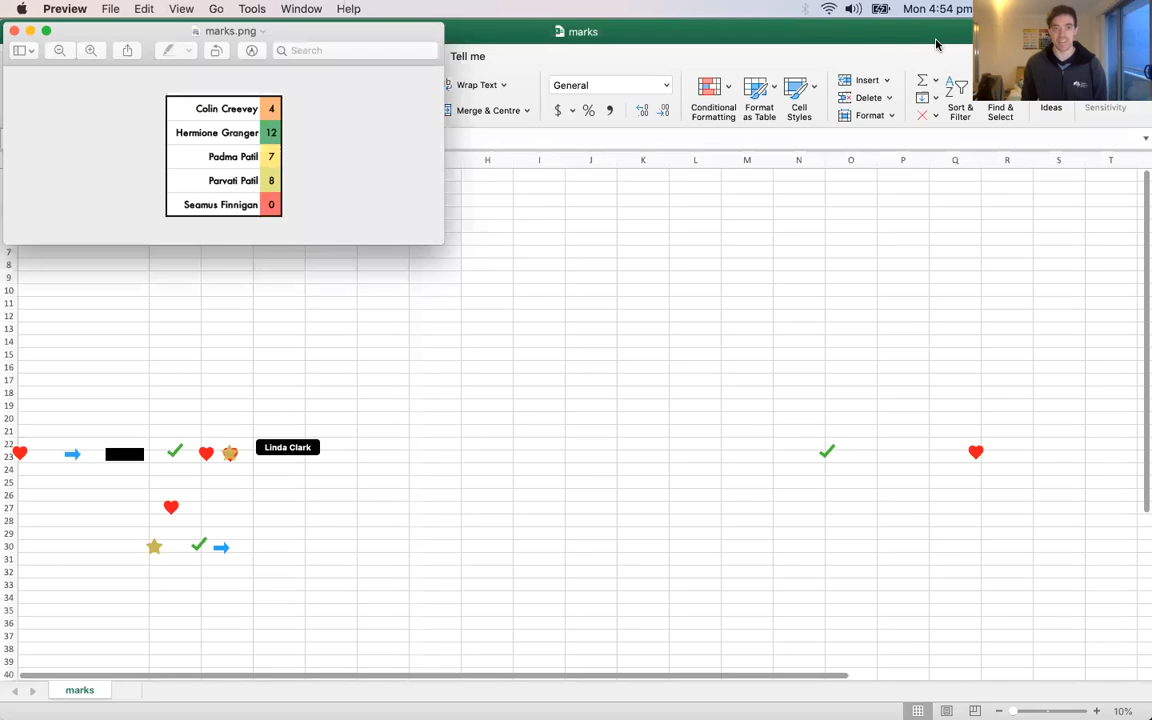 Preview File Edit View Go Tools Window Help Mon 4:54 pm
marks.png
Search
marks
Tell me
Wrap Text
General
Insert
Delete
Format
Merge & Centre
$ %
Conditional Formatting
Format as Table
Cell Styles
Sort & Filter
Find & Select
Ideas
Sensitivity
Colin Creevey 4
Hermione Granger 12
Padma Patil 7
Parvati Patil 8
Seamus Finnigan 0
H I J K L M N O P Q R S T
7
8
9
10
11
12
13
14
15
16
17
18
19
20
21
22
23
Linda Clark
25
26
27
28
29
30
31
32
33
34
35
36
37
38
39
40
marks
10%